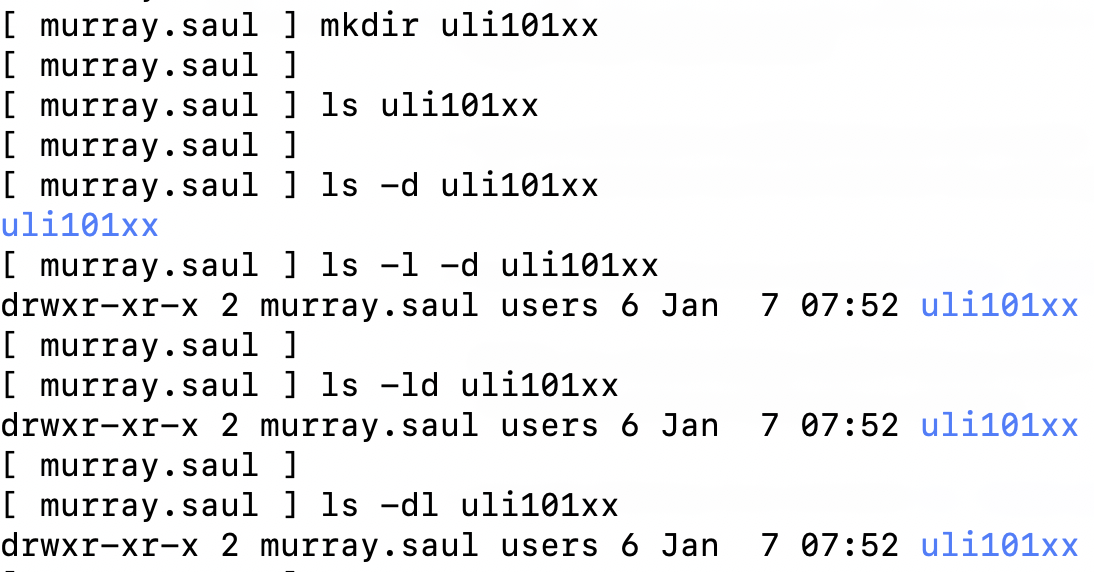 [ murray.saul ] mkdir uli101xx
[ murray.saul ]
[ murray.saul ] ls uli101xx
[ murray.saul ]
[ murray.saul ] ls -d uli101xx
uli101xx
[ murray.saul ] ls -l -d uli101xx
drwxr-xr-x 2 murray.saul users 6 Jan  7 07:52 uli101xx
[ murray.saul ]
[ murray.saul ] ls -ld uli101xx
drwxr-xr-x 2 murray.saul users 6 Jan  7 07:52 uli101xx
[ murray.saul ]
[ murray.saul ] ls -dl uli101xx
drwxr-xr-x 2 murray.saul users 6 Jan  7 07:52 uli101xx